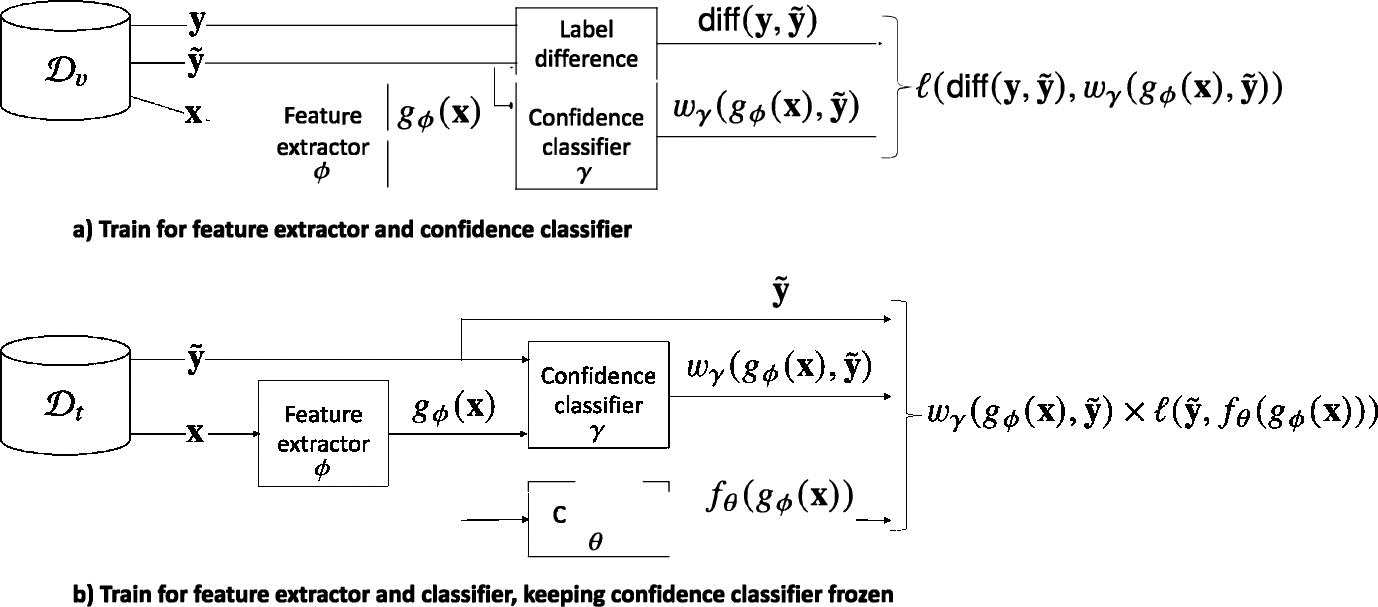 𝒟ᵥ
y
ỹ
x
Feature
extractor
ϕ
g_ϕ(x)
Label
difference
Confidence
classifier
γ
diff(y, ỹ)
w_γ(g_ϕ(x), ỹ)
ℓ(diff(y, ỹ), w_γ(g_ϕ(x), ỹ))
a) Train for feature extractor and confidence classifier
𝒟ₜ
ỹ
x
Feature
extractor
ϕ
g_ϕ(x)
ỹ
Confidence
classifier
γ
w_γ(g_ϕ(x), ỹ)
C
θ
f_θ(g_ϕ(x))
w_γ(g_ϕ(x), ỹ) × ℓ(ỹ, f_θ(g_ϕ(x)))
b) Train for feature extractor and classifier, keeping confidence classifier frozen